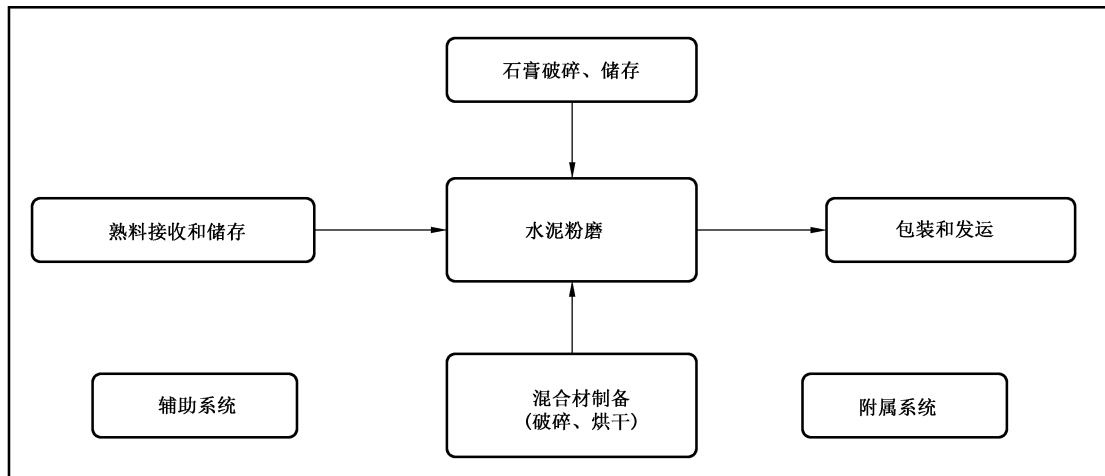 石膏破碎、储存
熟料接收和储存
水泥粉磨
包装和发运
辅助系统
混合材制备
(破碎、烘干)
附属系统